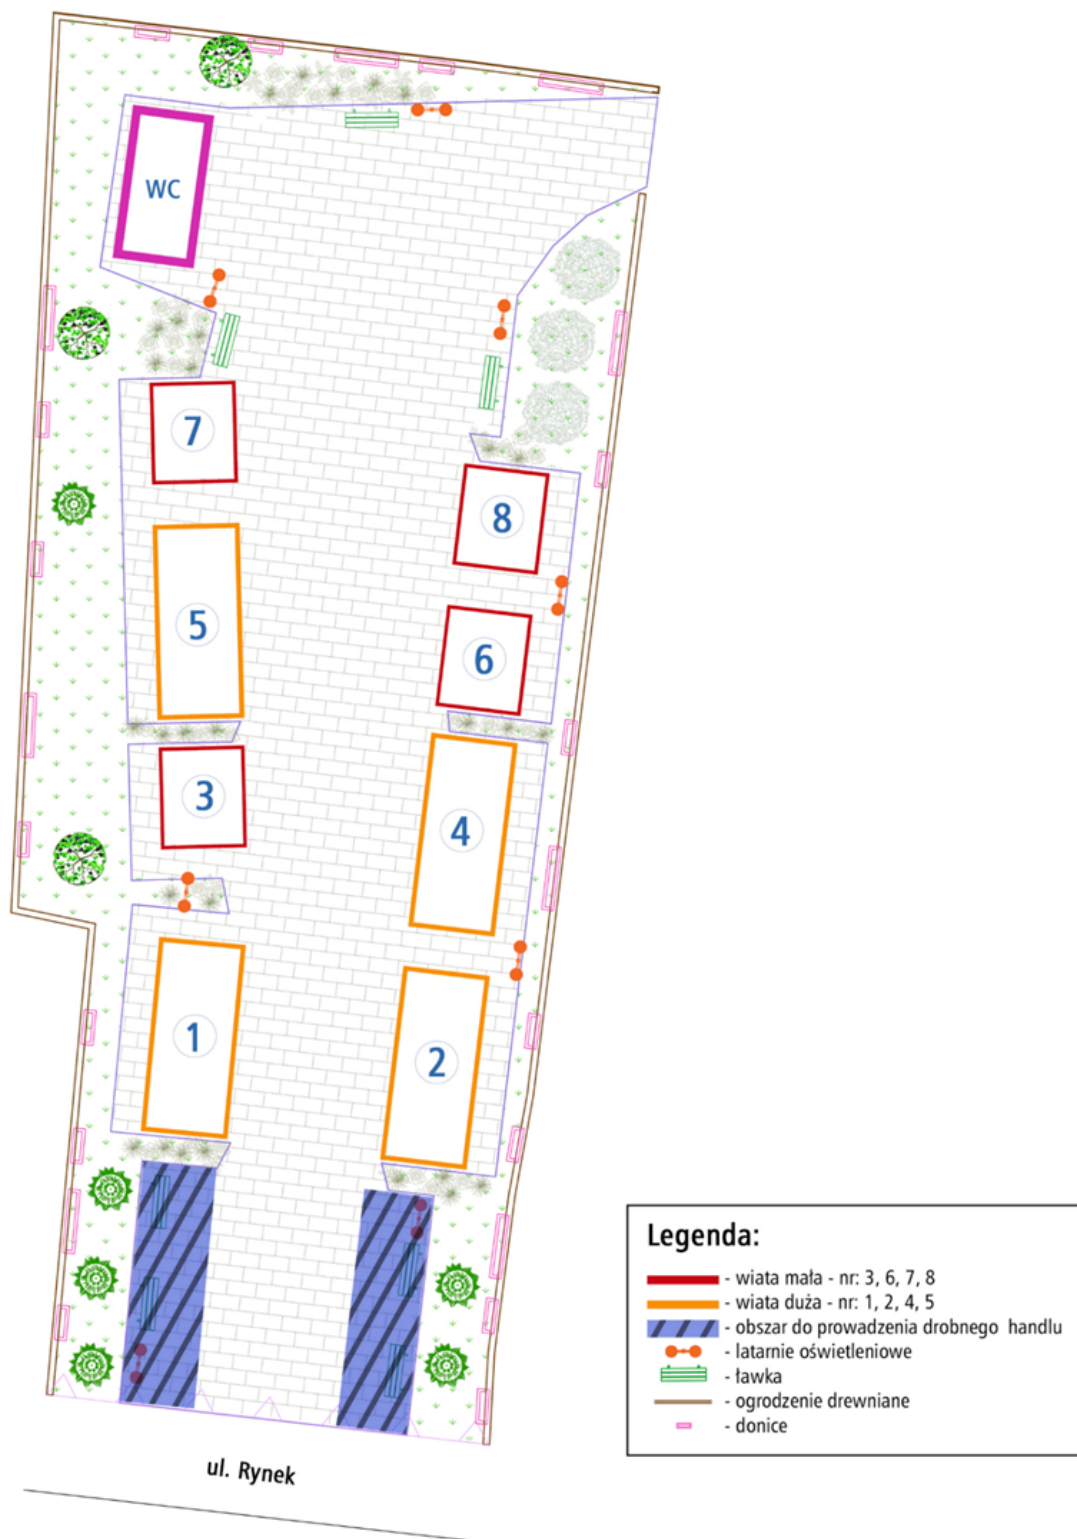 WC
7
8
5
6
3
4
1
2
Legenda:
- wiata mała - nr: 3, 6, 7, 8
- wiata duża - nr: 1, 2, 4, 5
- obszar do prowadzenia drobnego handlu
- latarnie oświetleniowe
- ławka
- ogrodzenie drewniane
- donice
ul. Rynek